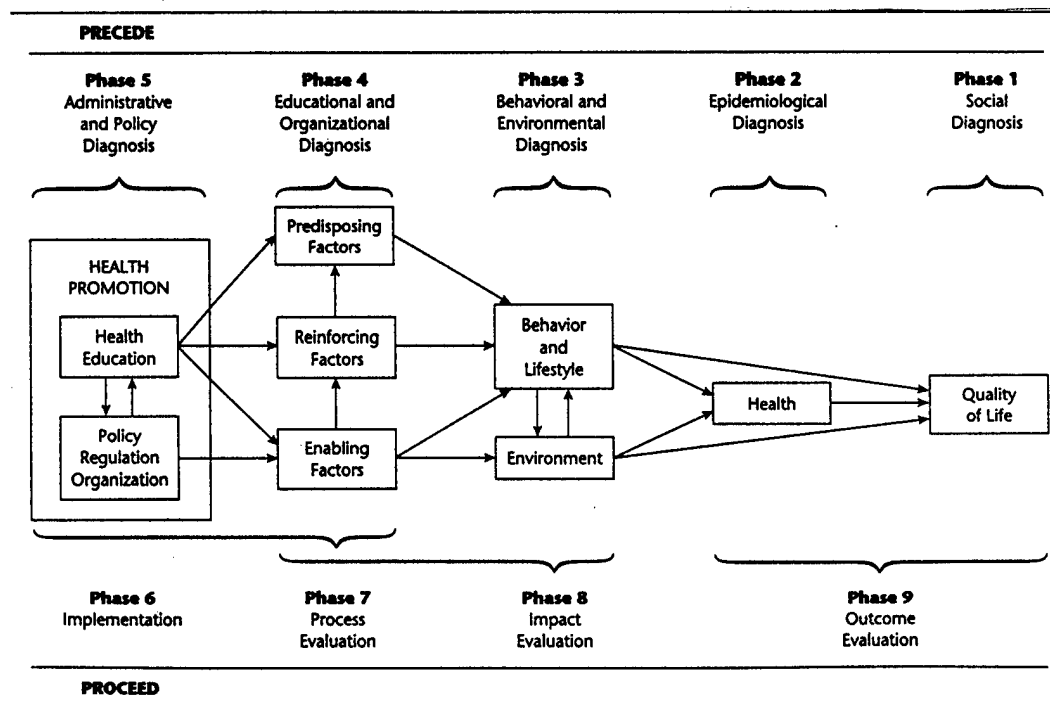 PRECEDE
Phase 5
Administrative
and Policy
Diagnosis
Phase 4
Educational and
Organizational
Diagnosis
Phase 3
Behavioral and
Environmental
Diagnosis
Phase 2
Epidemiological
Diagnosis
Phase 1
Social
Diagnosis
HEALTH
PROMOTION
Health
Education
Policy
Regulation
Organization
Predisposing
Factors
Reinforcing
Factors
Enabling
Factors
Behavior
and
Lifestyle
Environment
Health
Quality
of Life
Phase 6
Implementation
Phase 7
Process
Evaluation
Phase 8
Impact
Evaluation
Phase 9
Outcome
Evaluation
PROCEED